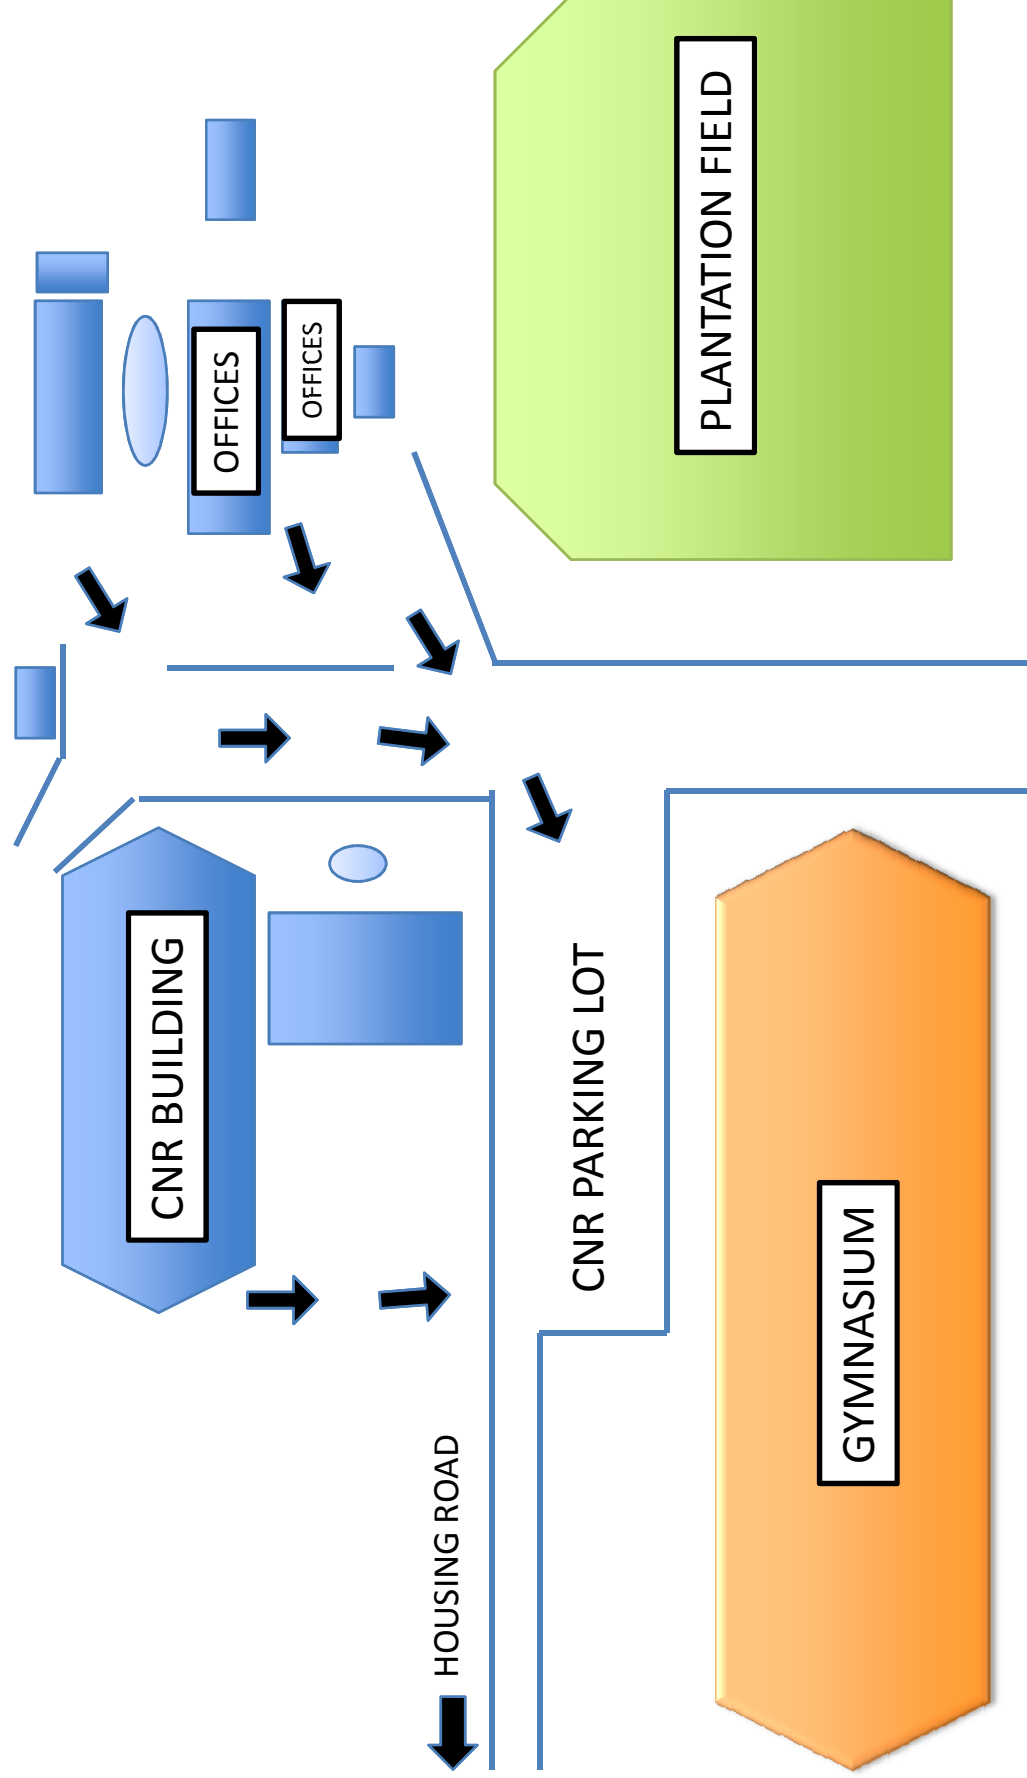 PLANTATION FIELD
OFFICES
OFFICES
CNR BUILDING
CNR PARKING LOT
GYMNASIUM
HOUSING ROAD